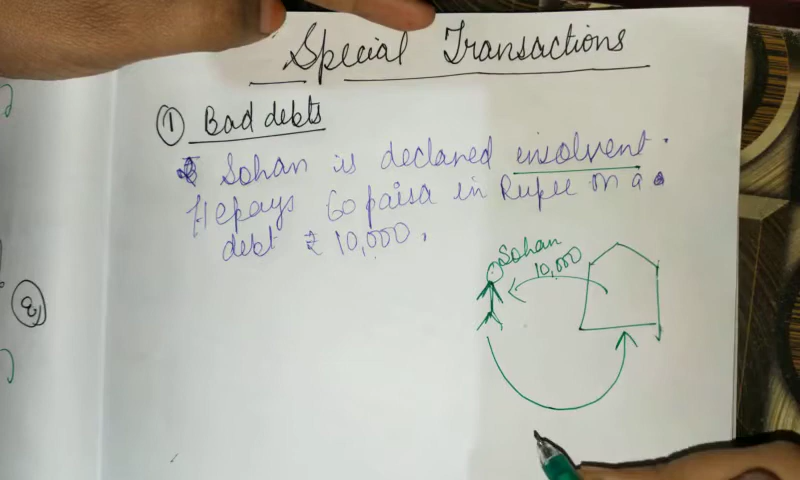 Special Transactions
① Bad debts
Sohan is declared insolvent.
He pays 60 paisa in Rupee on a
debt ₹ 10,000.
Sohan
10,000